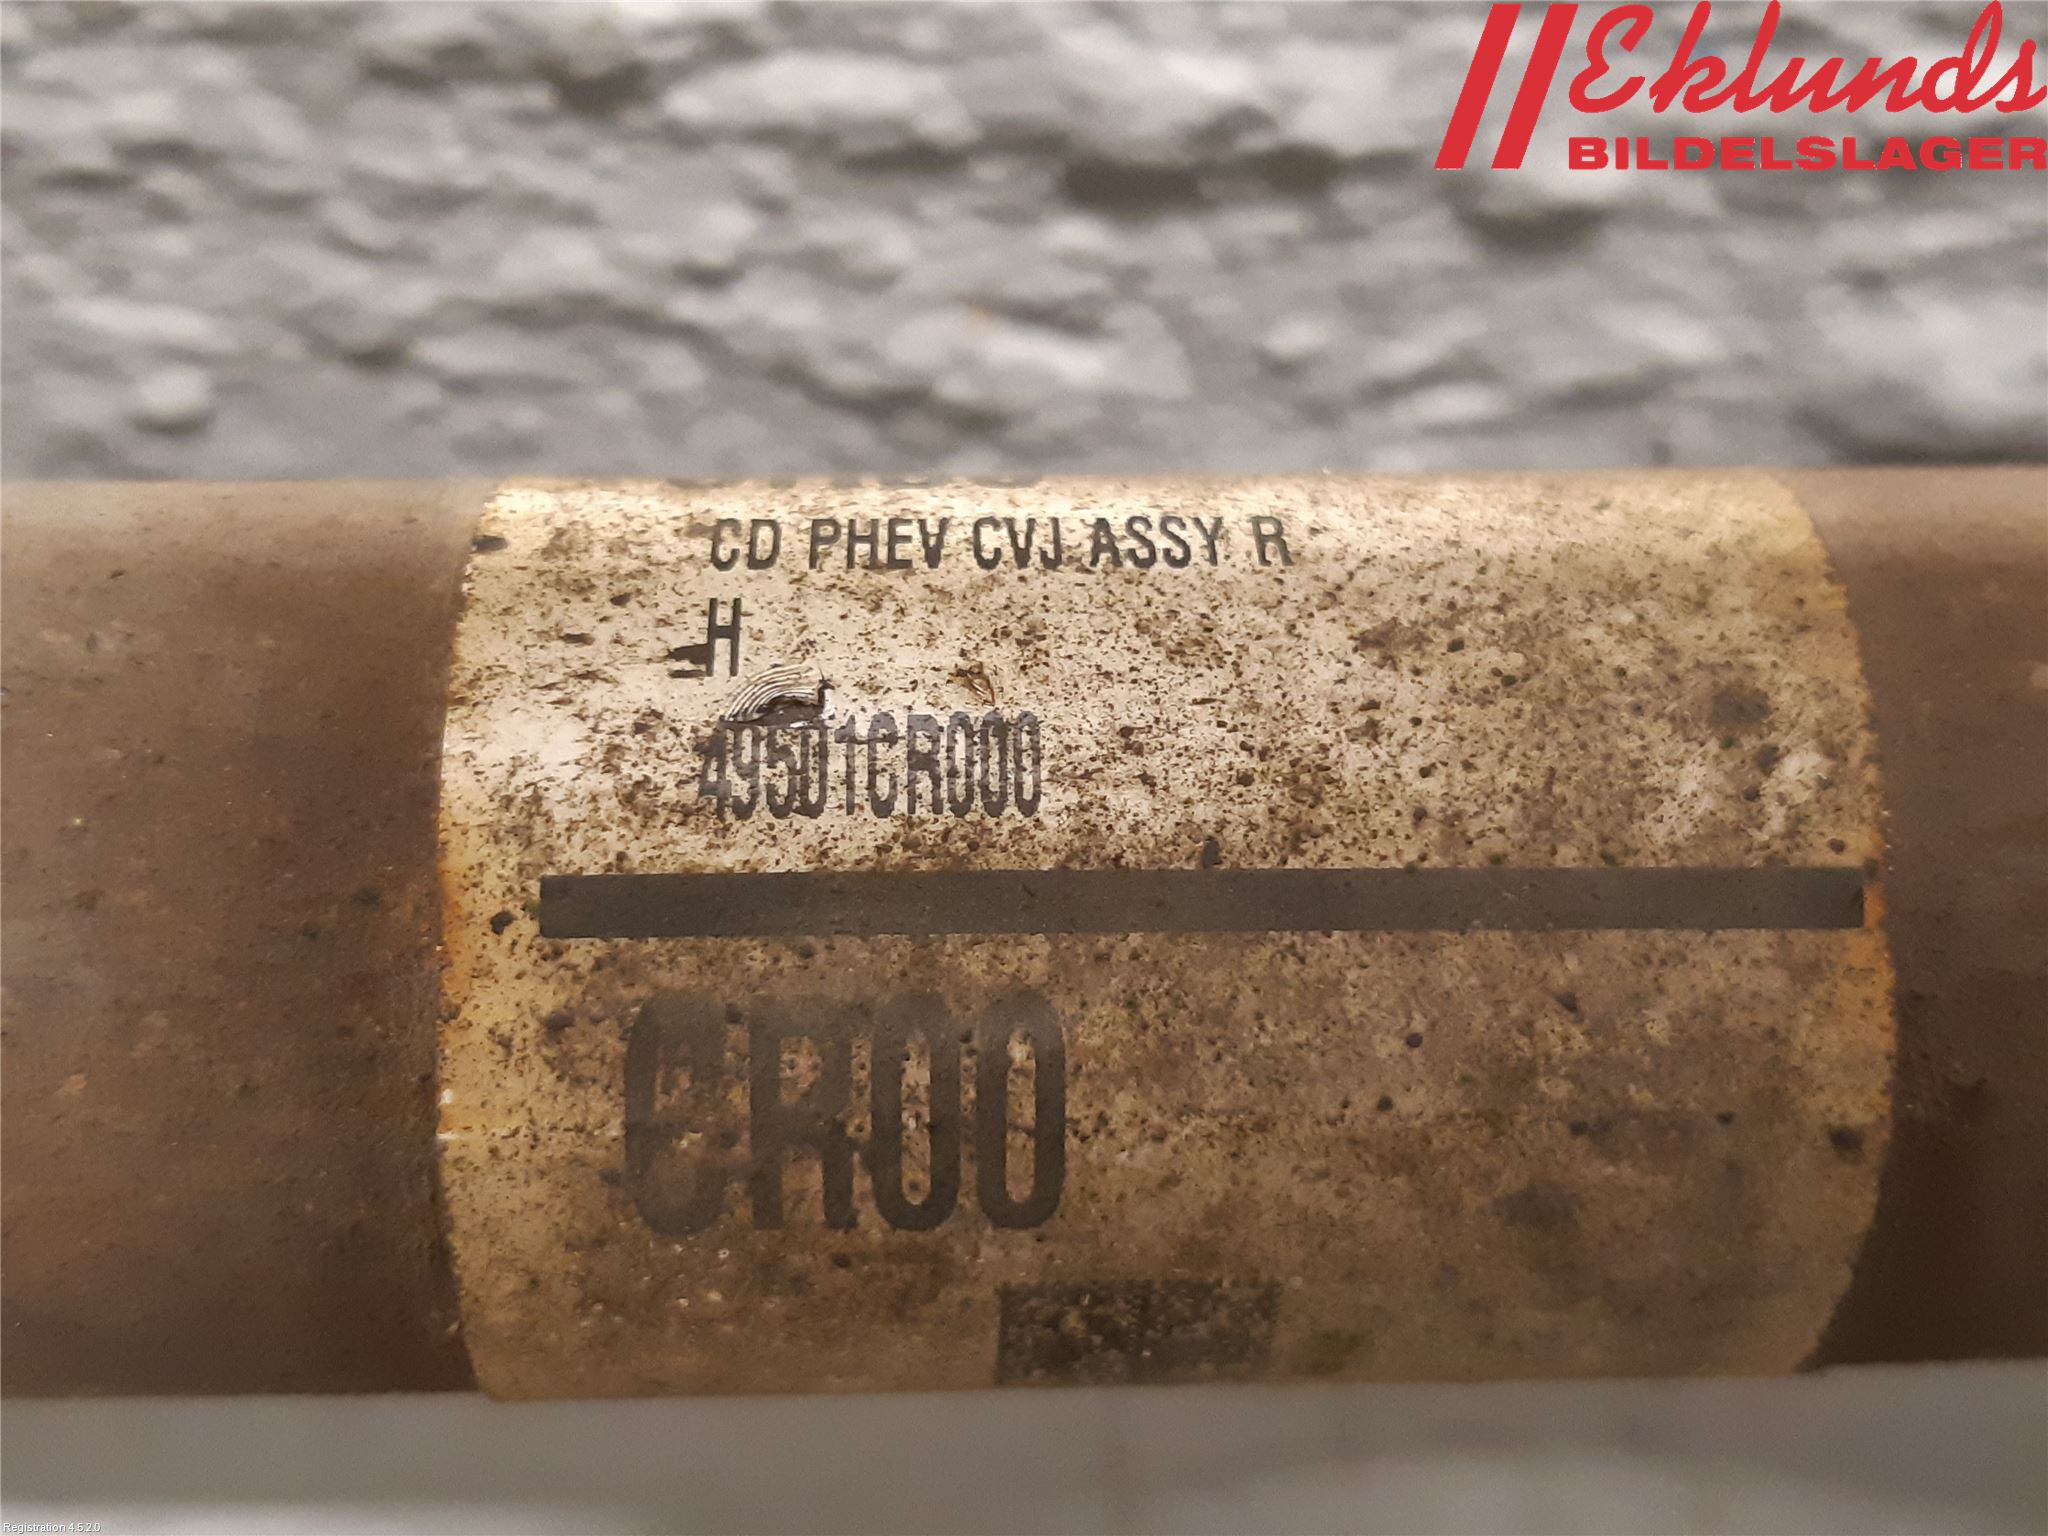 Eklunds
BILDELSLAGER
CD PHEV CVJ ASSY R
H
49501CR000
CR00
Registration 4.5.2.0